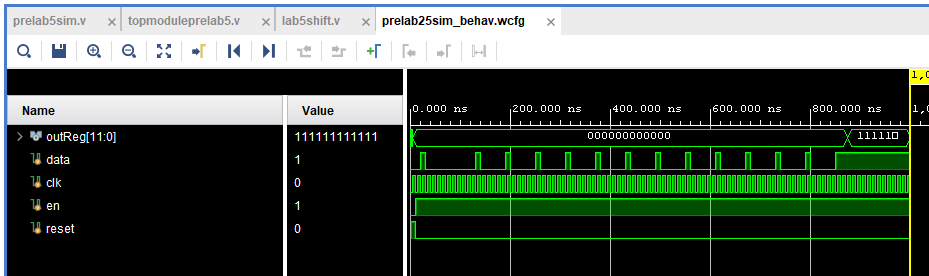 prelab5sim.v × topmoduleprelab5.v × lab5shift.v × prelab25sim_behav.wcfg ×
1,0
Name Value 0.000 ns 200.000 ns 400.000 ns 600.000 ns 800.000 ns 1,0
outReg[11:0] 111111111111 000000000000 11111
data 1
clk 0
en 1
reset 0